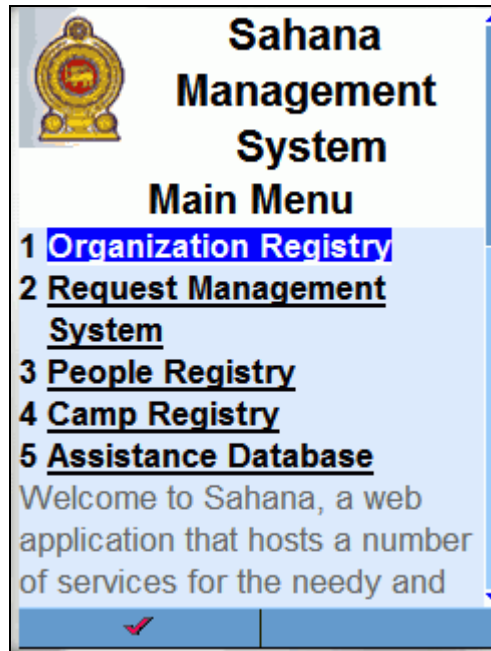 Sahana
Management
System
Main Menu
1 Organization Registry
2 Request Management
System
3 People Registry
4 Camp Registry
5 Assistance Database
Welcome to Sahana, a web
application that hosts a number
of services for the needy and